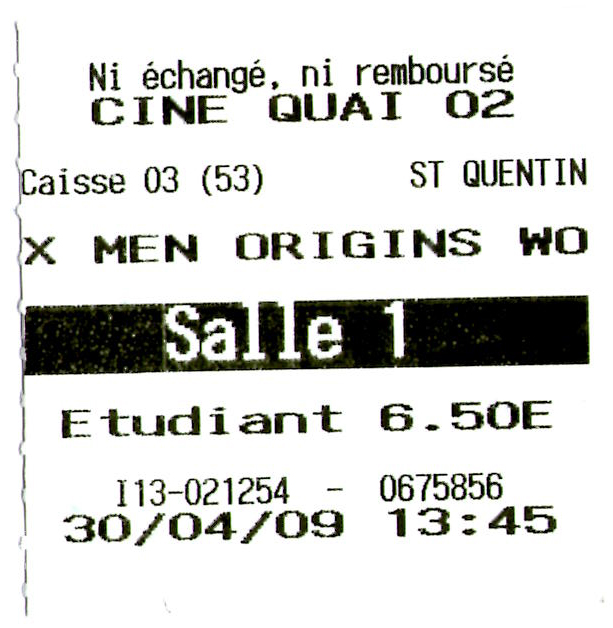 Ni échangé, ni remboursé
CINE QUAI 02
Caisse 03 (53) ST QUENTIN
X MEN ORIGINS WO
Salle 1
Etudiant 6.50E
I13-021254 - 0675856
30/04/09 13:45